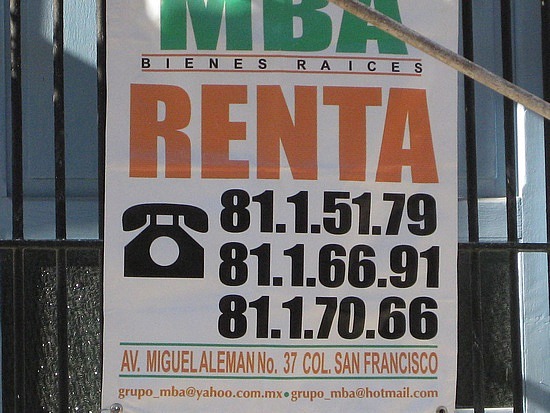 MBA
BIENES RAICES
RENTA
81.1.51.79
81.1.66.91
81.1.70.66
AV. MIGUEL ALEMAN No. 37 COL. SAN FRANCISCO
grupo_mba@yahoo.com.mx • grupo_mba@hotmail.com